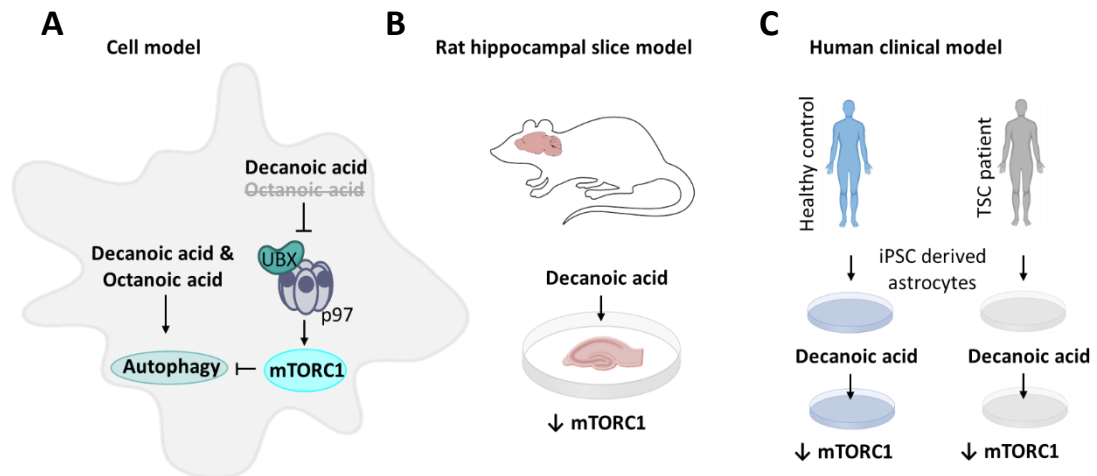 A
Cell model
Decanoic acid
Octanoic acid
UBX
p97
Decanoic acid &
Octanoic acid
Autophagy
mTORC1
B
Rat hippocampal slice model
Decanoic acid
↓ mTORC1
C
Human clinical model
Healthy control
TSC patient
iPSC derived
astrocytes
Decanoic acid
Decanoic acid
↓ mTORC1
↓ mTORC1